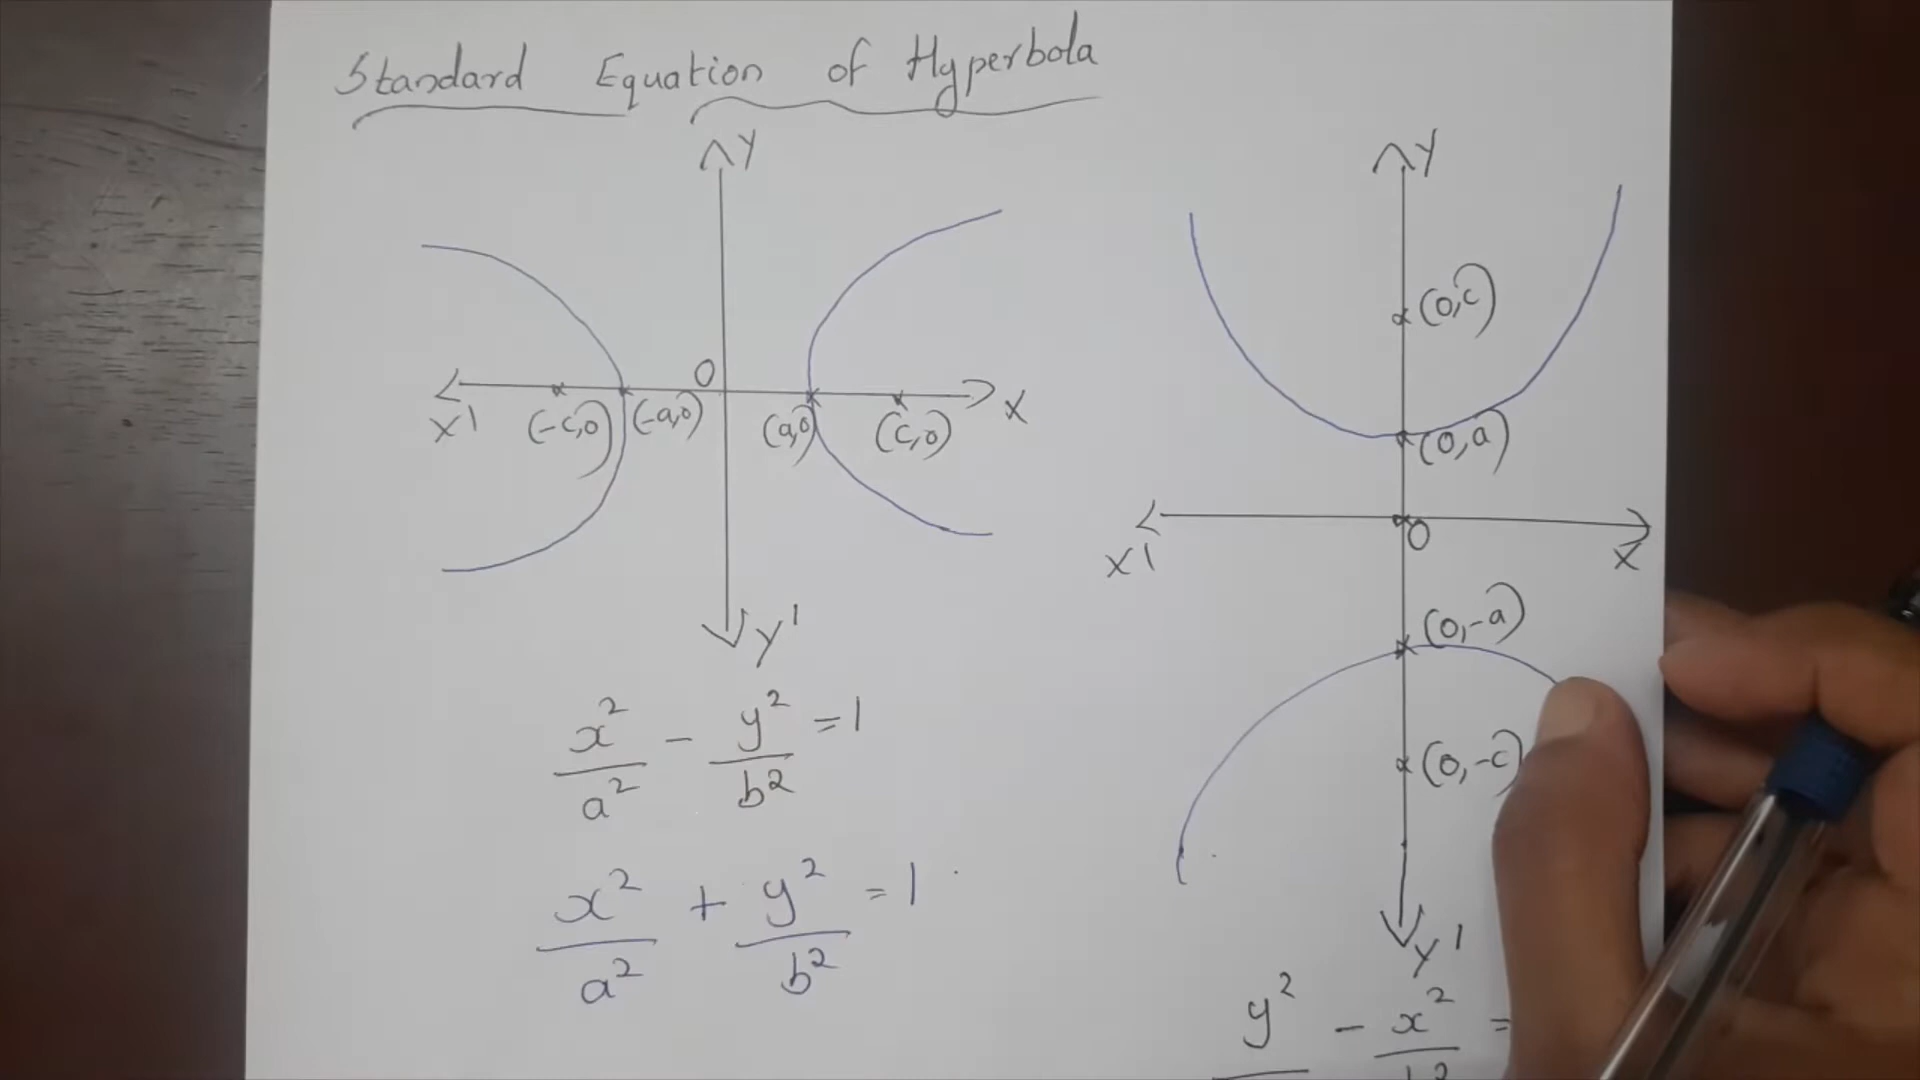 Standard Equation of Hyperbola
Y
O
X
X'
(-c,0) (-a,0) (a,0) (c,0)
Y'
x²/a² - y²/b² = 1
x²/a² + y²/b² = 1
Y
(0,c)
(0,a)
O
X'
X
(0,-a)
(0,-c)
Y'
y² - x² =